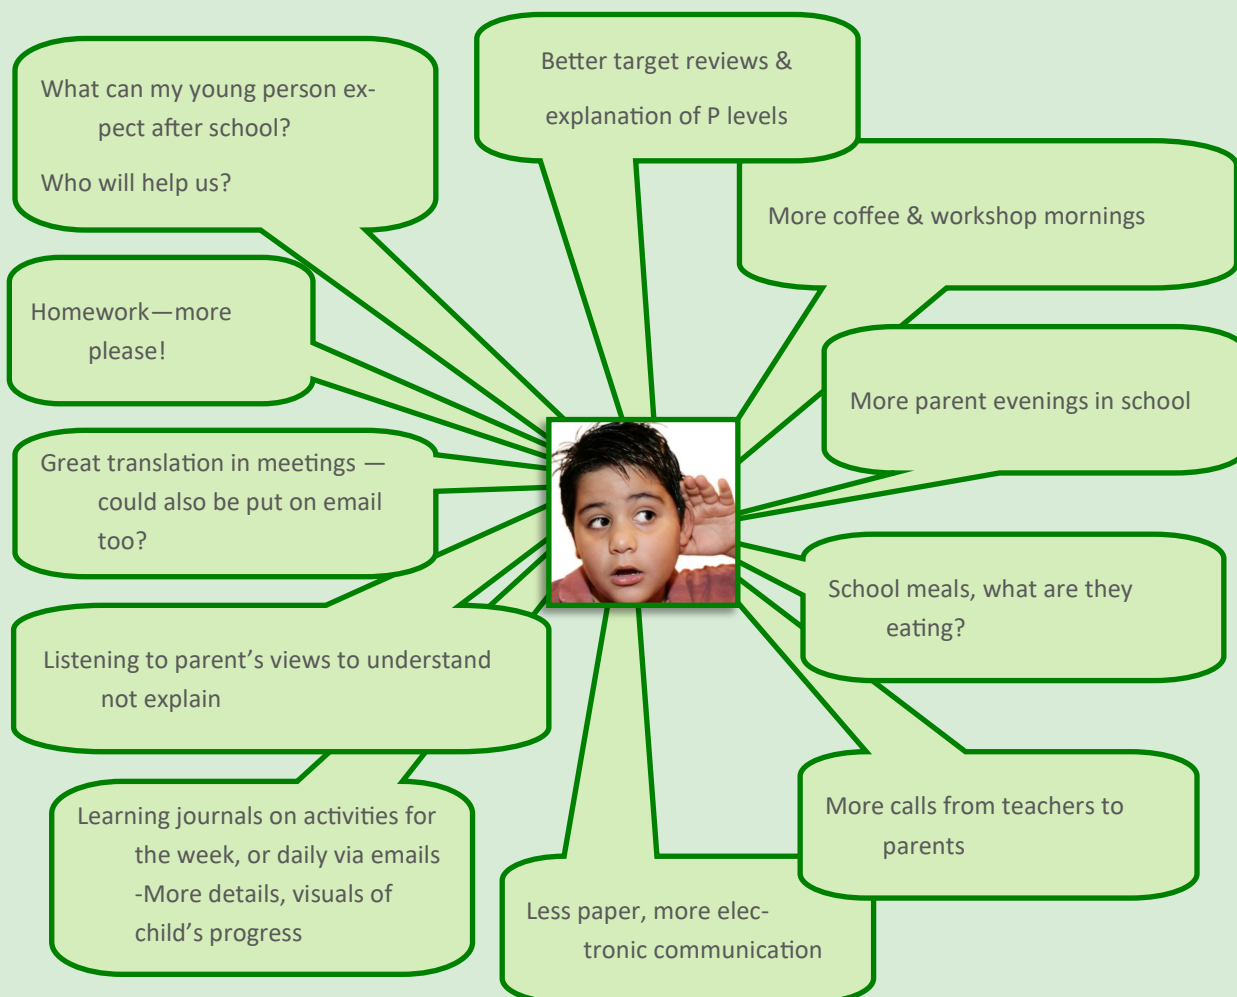 What can my young person ex-
pect after school?
Who will help us?
Better target reviews &
explanation of P levels
More coffee & workshop mornings
Homework—more
please!
More parent evenings in school
Great translation in meetings —
could also be put on email
too?
School meals, what are they
eating?
Listening to parent’s views to understand
not explain
More calls from teachers to
parents
Learning journals on activities for
the week, or daily via emails
-More details, visuals of
child’s progress
Less paper, more elec-
tronic communication